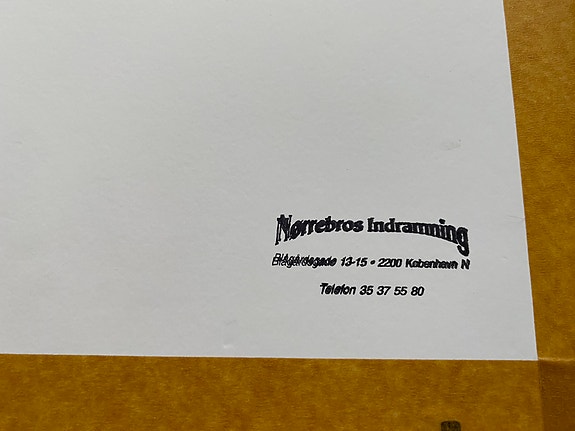 Nørrebros Indramning
Blågårdsgade 13-15 • 2200 København N
Telefon 35 37 55 80